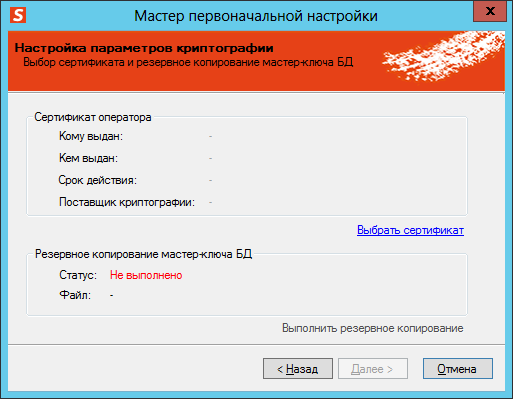 S
Мастер первоначальной настройки
x
Настройка параметров криптографии
Выбор сертификата и резервное копирование мастер-ключа БД
Сертификат оператора
Кому выдан: -
Кем выдан: -
Срок действия: -
Поставщик криптографии: -
Выбрать сертификат
Резервное копирование мастер-ключа БД
Статус: Не выполнено
Файл: -
Выполнить резервное копирование
< Назад Далее > Отмена